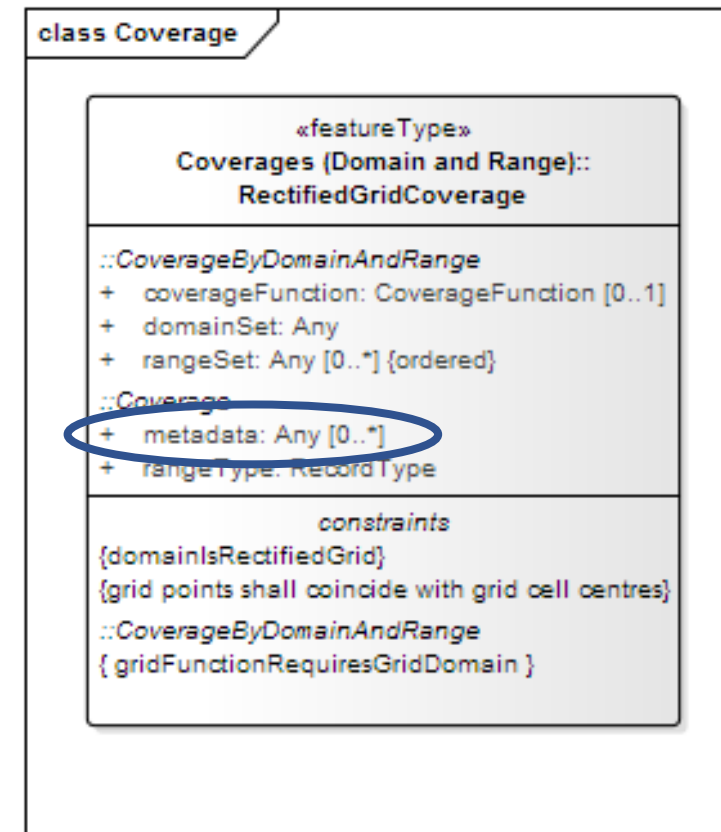 class Coverage
«featureType»
Coverages (Domain and Range)::
RectifiedGridCoverage
::CoverageByDomainAndRange
+ coverageFunction: CoverageFunction [0..1]
+ domainSet: Any
+ rangeSet: Any [0..*] {ordered}
::Coverage
+ metadata: Any [0..*]
+ rangeType: RecordType
constraints
{domainIsRectifiedGrid}
{grid points shall coincide with grid cell centres}
::CoverageByDomainAndRange
{ gridFunctionRequiresGridDomain }